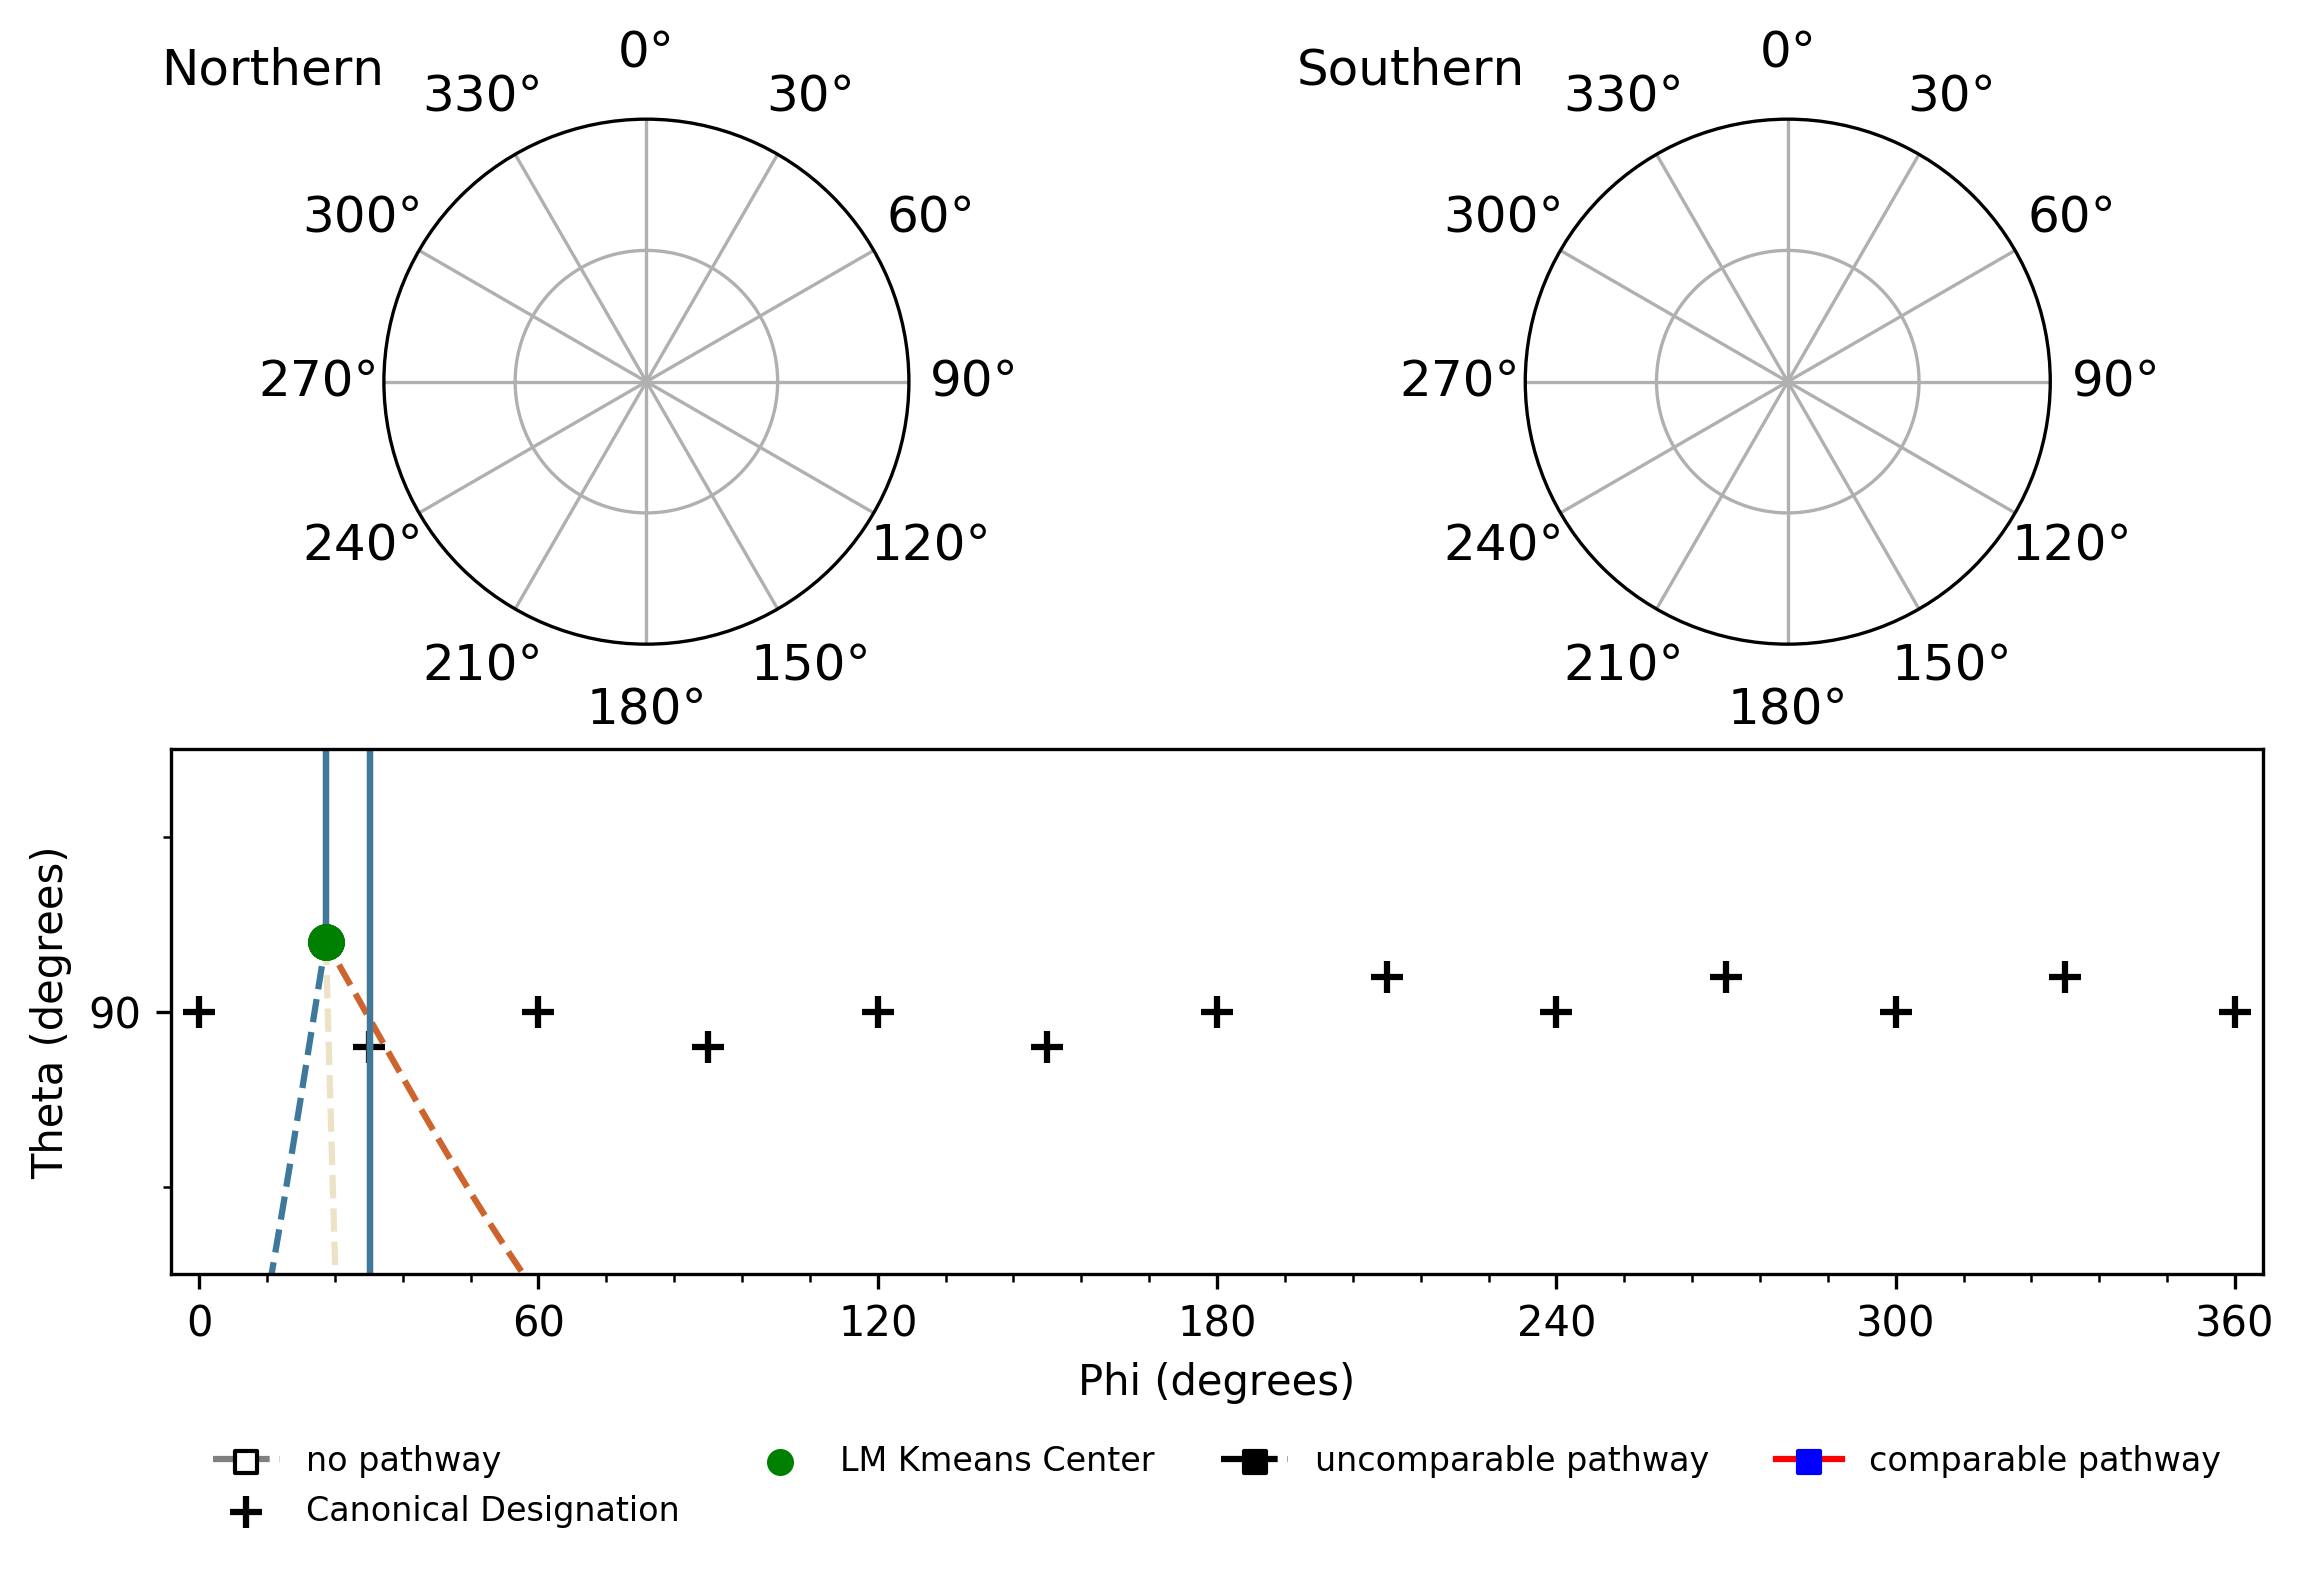 Northern
0°
30°
60°
90°
120°
150°
180°
210°
240°
270°
300°
330°
Southern
0°
30°
60°
90°
120°
150°
180°
210°
240°
270°
300°
330°
Theta (degrees)
90
0 60 120 180 240 300 360
Phi (degrees)
no pathway
Canonical Designation
LM Kmeans Center
uncomparable pathway
comparable pathway